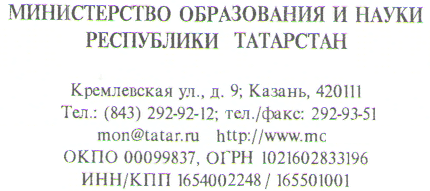 МИНИСТЕРСТВО ОБРАЗОВАНИЯ И НАУКИ
РЕСПУБЛИКИ ТАТАРСТАН
Кремлевская ул., д. 9; Казань, 420111
Тел.: (843) 292-92-12; тел./факс: 292-93-51
mon@tatar.ru http://www.mc
ОКПО 00099837, ОГРН 1021602833196
ИНН/КПП 1654002248 / 165501001